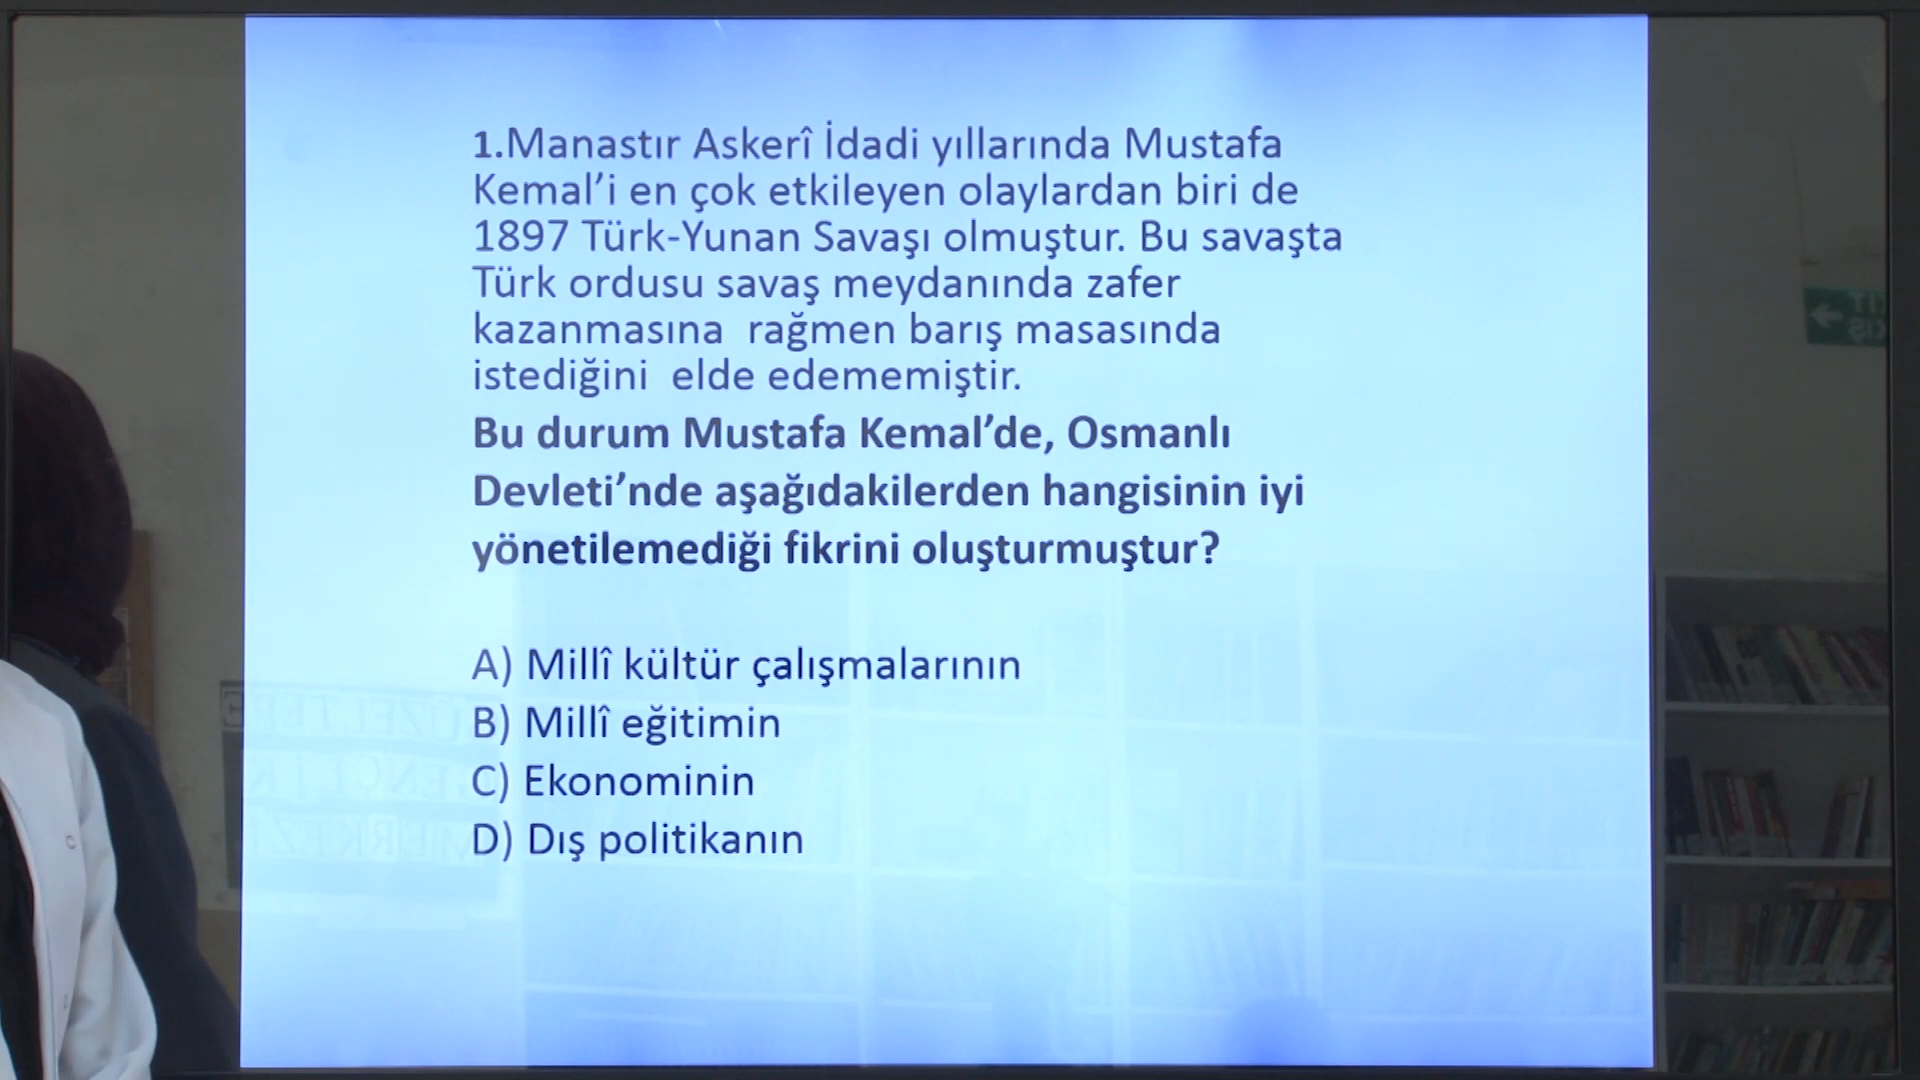 1.Manastır Askerî İdadi yıllarında Mustafa
Kemal’i en çok etkileyen olaylardan biri de
1897 Türk-Yunan Savaşı olmuştur. Bu savaşta
Türk ordusu savaş meydanında zafer
kazanmasına rağmen barış masasında
istediğini elde edememiştir.
Bu durum Mustafa Kemal’de, Osmanlı
Devleti’nde aşağıdakilerden hangisinin iyi
yönetilemediği fikrini oluşturmuştur?
A) Millî kültür çalışmalarının
B) Millî eğitimin
C) Ekonominin
D) Dış politikanın